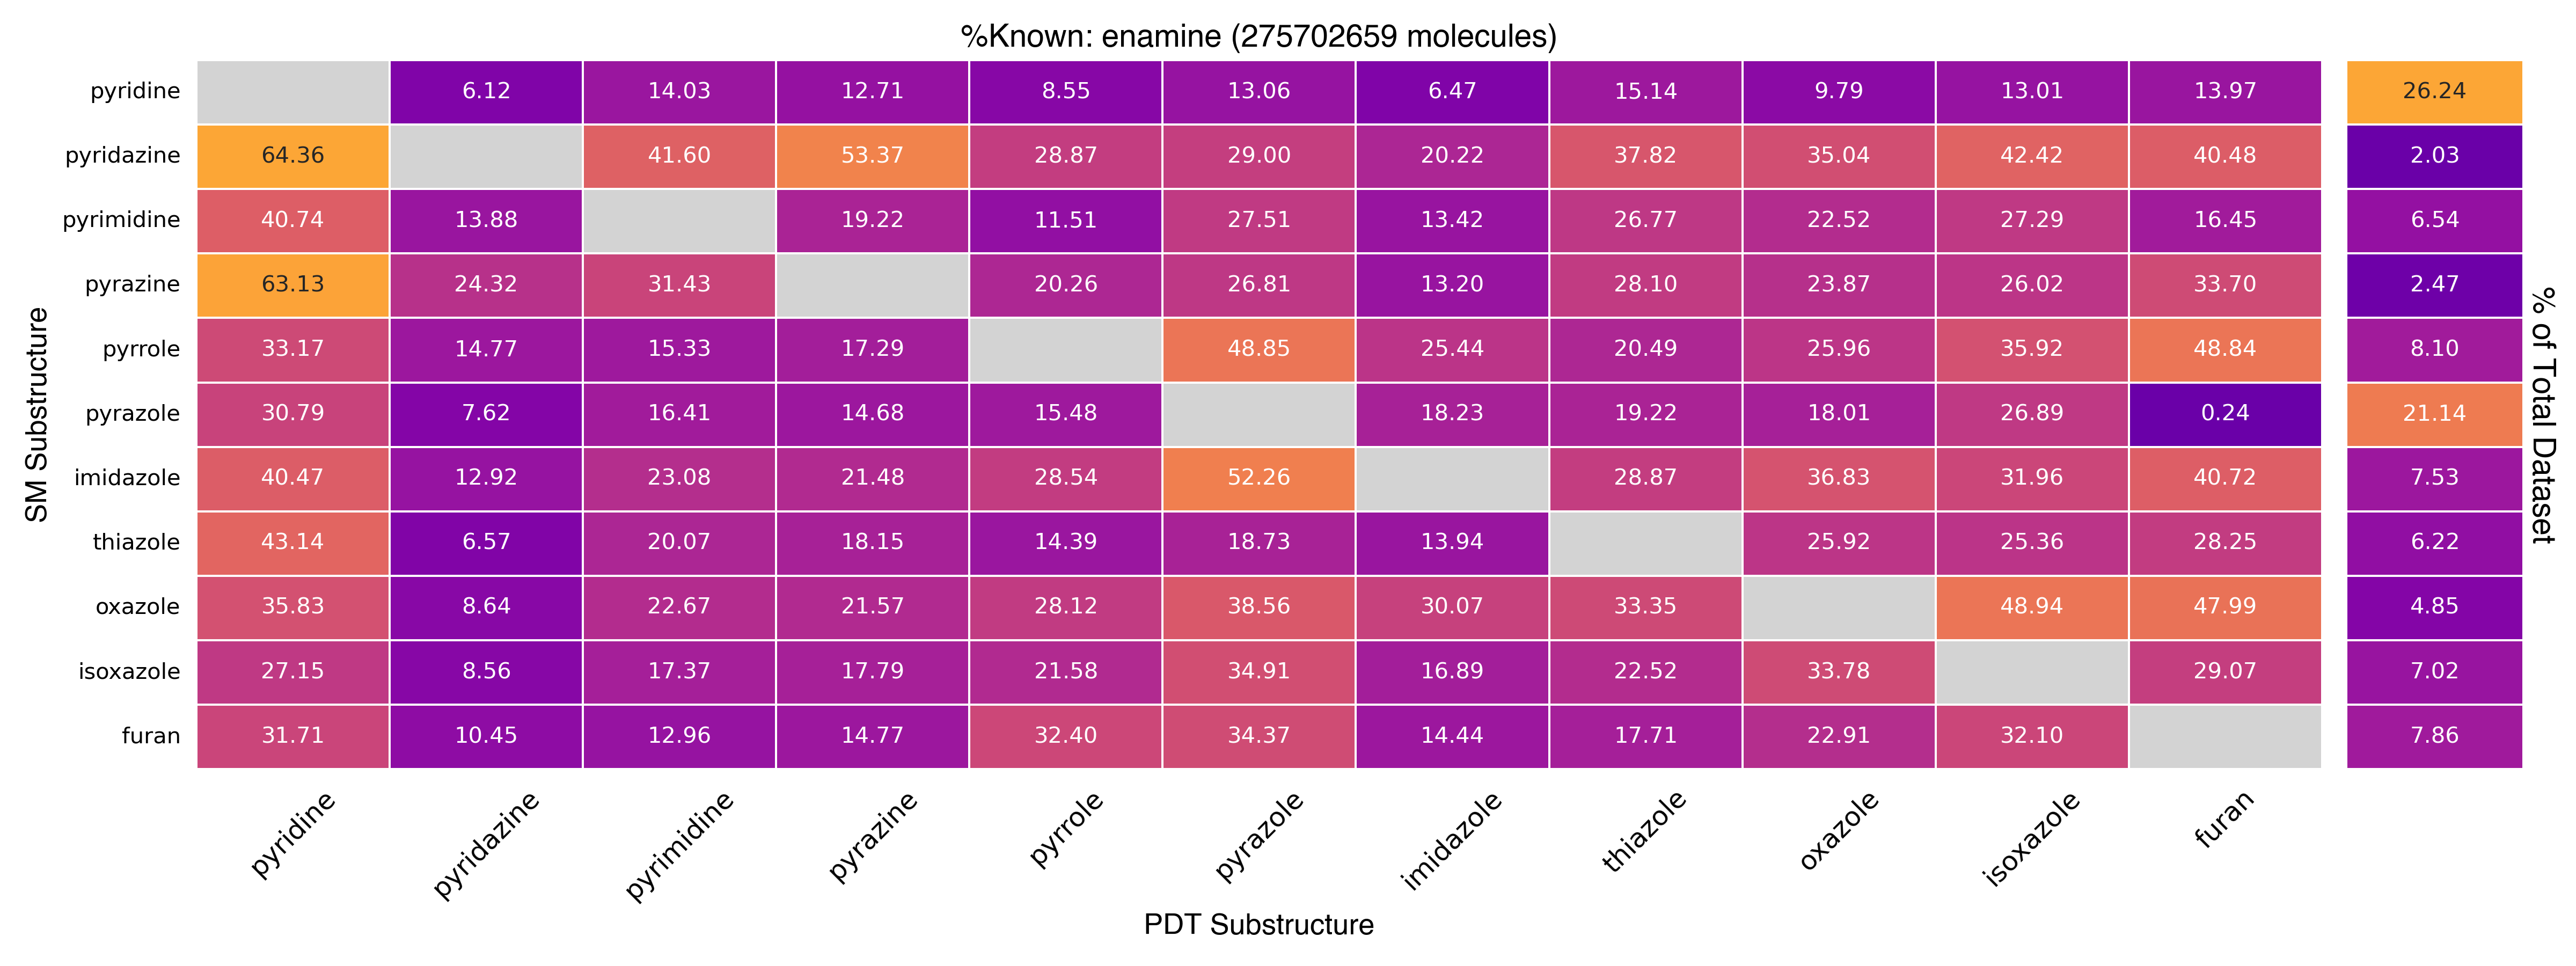 %Known: enamine (275702659 molecules)
pyridine 6.12 14.03 12.71 8.55 13.06 6.47 15.14 9.79 13.01 13.97 26.24
pyridazine 64.36 41.60 53.37 28.87 29.00 20.22 37.82 35.04 42.42 40.48 2.03
pyrimidine 40.74 13.88 19.22 11.51 27.51 13.42 26.77 22.52 27.29 16.45 6.54
pyrazine 63.13 24.32 31.43 20.26 26.81 13.20 28.10 23.87 26.02 33.70 2.47
pyrrole 33.17 14.77 15.33 17.29 48.85 25.44 20.49 25.96 35.92 48.84 8.10
pyrazole 30.79 7.62 16.41 14.68 15.48 18.23 19.22 18.01 26.89 0.24 21.14
imidazole 40.47 12.92 23.08 21.48 28.54 52.26 28.87 36.83 31.96 40.72 7.53
thiazole 43.14 6.57 20.07 18.15 14.39 18.73 13.94 25.92 25.36 28.25 6.22
oxazole 35.83 8.64 22.67 21.57 28.12 38.56 30.07 33.35 48.94 47.99 4.85
isoxazole 27.15 8.56 17.37 17.79 21.58 34.91 16.89 22.52 33.78 29.07 7.02
furan 31.71 10.45 12.96 14.77 32.40 34.37 14.44 17.71 22.91 32.10 7.86
SM Substructure
% of Total Dataset
pyridine pyridazine pyrimidine pyrazine pyrrole pyrazole imidazole thiazole oxazole isoxazole furan
PDT Substructure